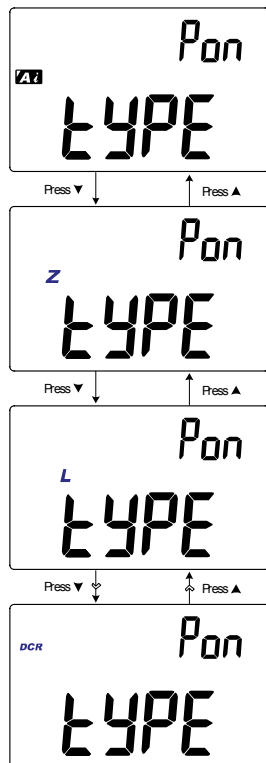 Pon
Ai
tYPE
Press ▼ Press ▲
Pon
Z
tYPE
Press ▼ Press ▲
Pon
L
tYPE
Press ▼ Press ▲
Pon
DCR
tYPE